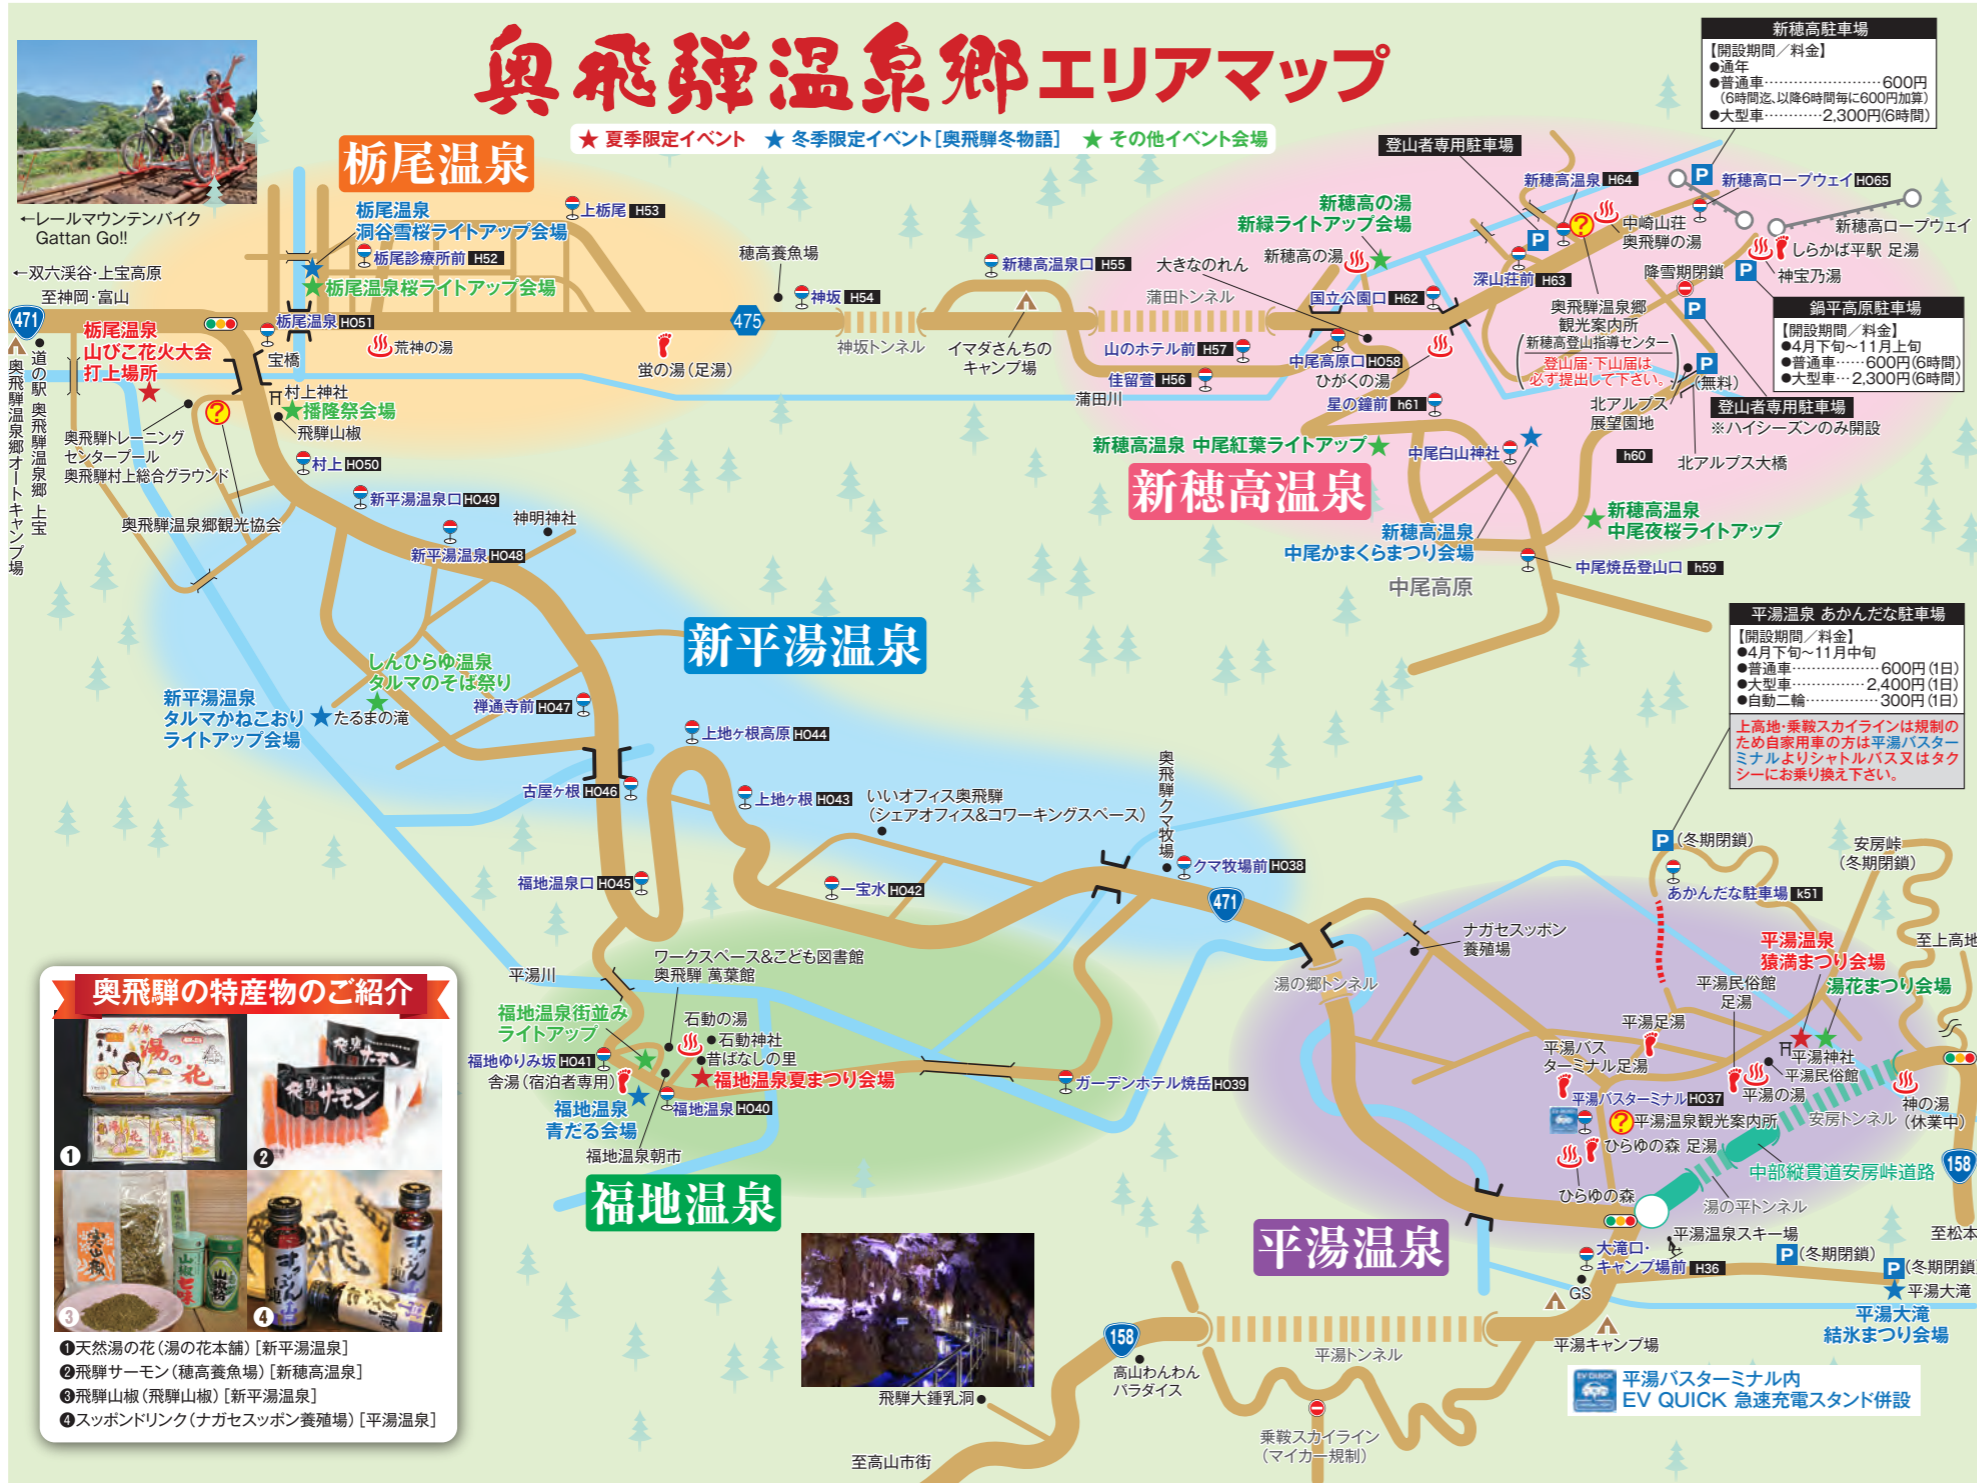 奥飛騨温泉郷エリアマップ
★ 夏季限定イベント ★ 冬季限定イベント[奥飛騨冬物語] ★ その他イベント会場
←レールマウンテンバイク
Gattan Go!!
←双六渓谷・上宝高原
至神岡・富山
471
道の駅 奥飛騨温泉郷 上宝
奥飛騨温泉郷オートキャンプ場
栃尾温泉
栃尾温泉
洞谷雪桜ライトアップ会場
上栃尾 H53
栃尾診療所前 H52
栃尾温泉桜ライトアップ会場
栃尾温泉 HO51
宝橋
荒神の湯
栃尾温泉
山びこ花火大会
打上場所
村上神社
播隆祭会場
飛騨山椒
奥飛騨トレーニング
センタープール
奥飛騨村上総合グラウンド
奥飛騨温泉郷観光協会
村上 HO50
新平湯温泉口 HO49
新平湯温泉 HO48
神明神社
蛍の湯(足湯)
475
穂高養魚場
神坂 H54
神坂トンネル
イマダさんちの
キャンプ場
新穂高温泉口 H55
大きなのれん
蒲田トンネル
山のホテル前 H57
佳留萱 H56
蒲田川
新穂高の湯
新緑ライトアップ会場
新穂高の湯
国立公園口 H62
中尾高原口 HO58
ひがくの湯
星の鐘前 h61
新穂高温泉 中尾紅葉ライトアップ
新穂高温泉
中尾白山神社
新穂高温泉
中尾かまくらまつり会場
中尾高原
新穂高温泉
中尾夜桜ライトアップ
中尾焼岳登山口 h59
h60
登山者専用駐車場
新穂高温泉 H64
中崎山荘
奥飛騨の湯
深山荘前 H63
奥飛騨温泉郷
観光案内所
新穂高登山指導センター
登山届・下山届は
必ず提出して下さい。
新穂高駐車場
【開設期間/料金】
●通年
●普通車 600円
(6時間迄、以降6時間毎に600円加算)
●大型車 2,300円(6時間)
新穂高ロープウェイ HO65
新穂高ロープウェイ
しらかば平駅 足湯
神宝乃湯
降雪期閉鎖
鍋平高原駐車場
【開設期間/料金】
●4月下旬〜11月上旬
●普通車 600円(6時間)
●大型車 2,300円(6時間)
(無料)
登山者専用駐車場
※ハイシーズンのみ開設
北アルプス
展望園地
北アルプス大橋
新平湯温泉
しんひらゆ温泉
タルマのそば祭り
新平湯温泉
タルマかねこおり
ライトアップ会場
たるまの滝
禅通寺前 HO47
古屋ヶ根 HO46
上地ヶ根高原 HO44
上地ヶ根 HO43
いいオフィス奥飛騨
(シェアオフィス&コワーキングスペース)
福地温泉口 HO45
一宝水 HO42
奥飛騨クマ牧場
クマ牧場前 HO38
471
平湯川
ワークスペース&こども図書館
奥飛騨 萬葉館
福地温泉街並み
ライトアップ
石動の湯
石動神社
昔ばなしの里
福地ゆりみ坂 HO41
舎湯(宿泊者専用)
福地温泉夏まつり会場
福地温泉
青だる会場
福地温泉 HO40
福地温泉朝市
福地温泉
ガーデンホテル焼岳 HO39
平湯温泉 あかんだな駐車場
【開設期間/料金】
●4月下旬〜11月中旬
●普通車 600円(1日)
●大型車 2,400円(1日)
●自動二輪 300円(1日)
上高地・乗鞍スカイラインは規制の
ため自家用車の方は平湯バスター
ミナルよりシャトルバス又はタク
シーにお乗り換え下さい。
(冬期閉鎖)
あかんだな駐車場 k51
安房峠
(冬期閉鎖)
至上高地
ナガセスッポン
養殖場
湯の郷トンネル
平湯温泉
猿満まつり会場
湯花まつり会場
平湯民俗館
足湯
平湯足湯
平湯バス
ターミナル足湯
平湯神社
平湯民俗館
平湯の湯
平湯バスターミナル HO37
平湯温泉観光案内所
ひらゆの森 足湯
ひらゆの森
安房トンネル
神の湯
(休業中)
中部縦貫道安房峠道路
158
湯の平トンネル
至松本
平湯温泉
平湯温泉スキー場
大滝口・
キャンプ場前 H36
GS
(冬期閉鎖)
(冬期閉鎖)
平湯大滝
平湯大滝
結氷まつり会場
平湯キャンプ場
平湯トンネル
158
高山わんわん
パラダイス
飛騨大鍾乳洞
至高山市街
乗鞍スカイライン
(マイカー規制)
EV QUICK
平湯バスターミナル内
EV QUICK 急速充電スタンド併設
奥飛騨の特産物のご紹介
❶天然湯の花(湯の花本舗)[新平湯温泉]
❷飛騨サーモン(穂高養魚場)[新穂高温泉]
❸飛騨山椒(飛騨山椒)[新平湯温泉]
❹スッポンドリンク(ナガセスッポン養殖場)[平湯温泉]